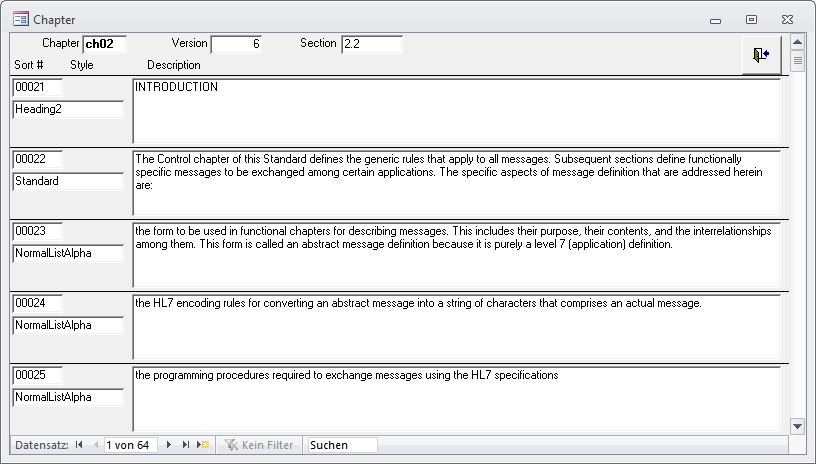 Chapter
Chapter ch02 Version 6 Section 2.2
Sort # Style Description
00021 INTRODUCTION
Heading2
00022 The Control chapter of this Standard defines the generic rules that apply to all messages. Subsequent sections define functionally
Standard specific messages to be exchanged among certain applications. The specific aspects of message definition that are addressed herein
are:
00023 the form to be used in functional chapters for describing messages. This includes their purpose, their contents, and the interrelationships
NormalListAlpha among them. This form is called an abstract message definition because it is purely a level 7 (application) definition.
00024 the HL7 encoding rules for converting an abstract message into a string of characters that comprises an actual message.
NormalListAlpha
00025 the programming procedures required to exchange messages using the HL7 specifications
NormalListAlpha
Datensatz: 1 von 64 Kein Filter Suchen